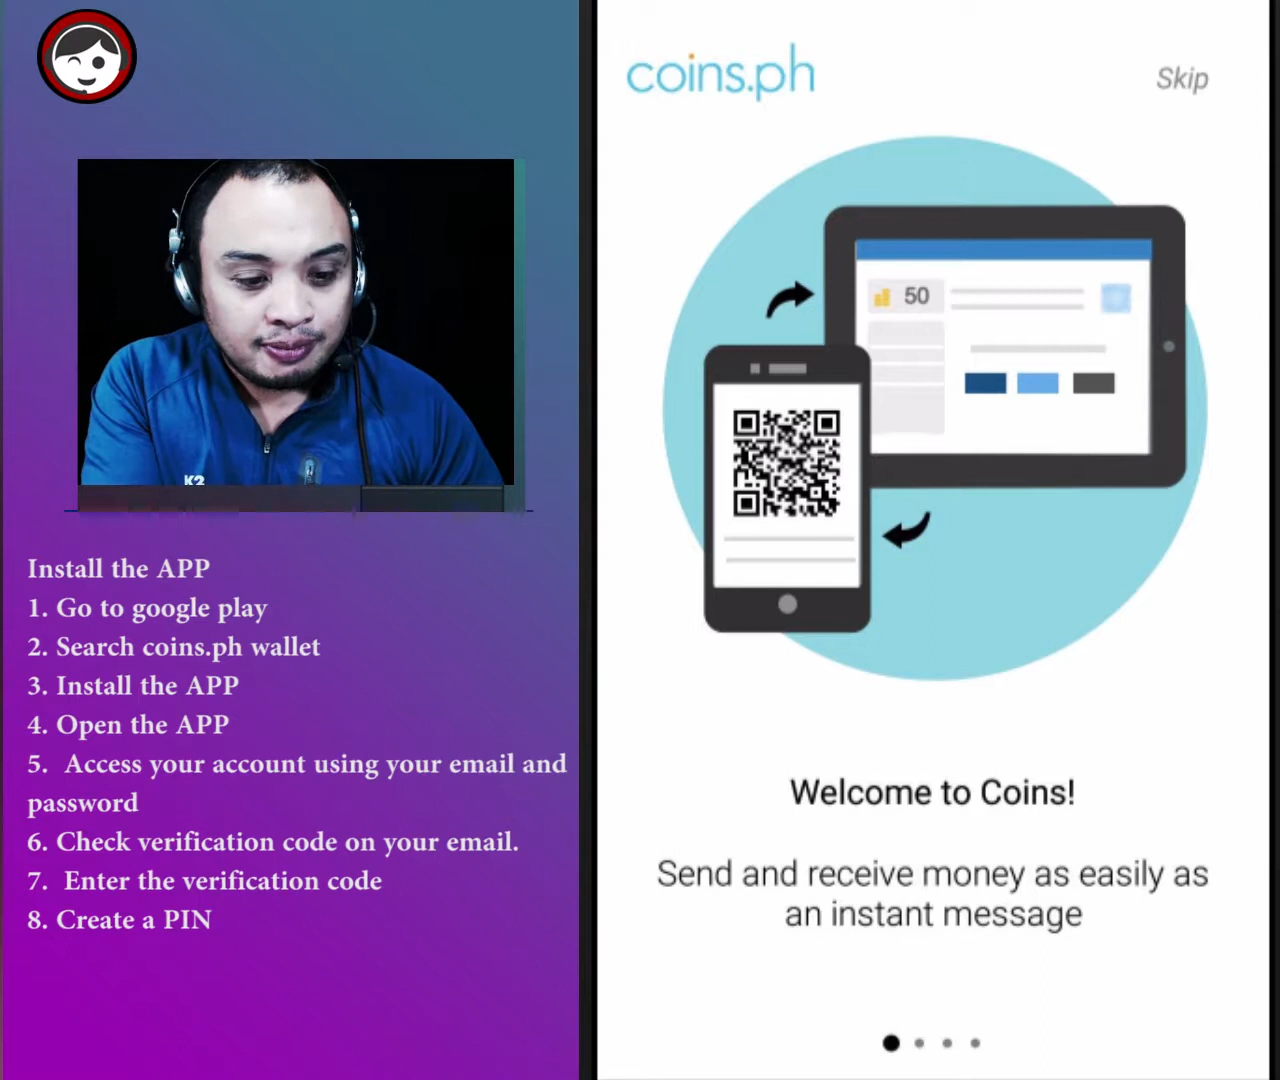 K2
Install the APP
1. Go to google play
2. Search coins.ph wallet
3. Install the APP
4. Open the APP
5.  Access your account using your email and
password
6. Check verification code on your email.
7.  Enter the verification code
8. Create a PIN
coins.ph
Skip
50
Welcome to Coins!
Send and receive money as easily as
an instant message